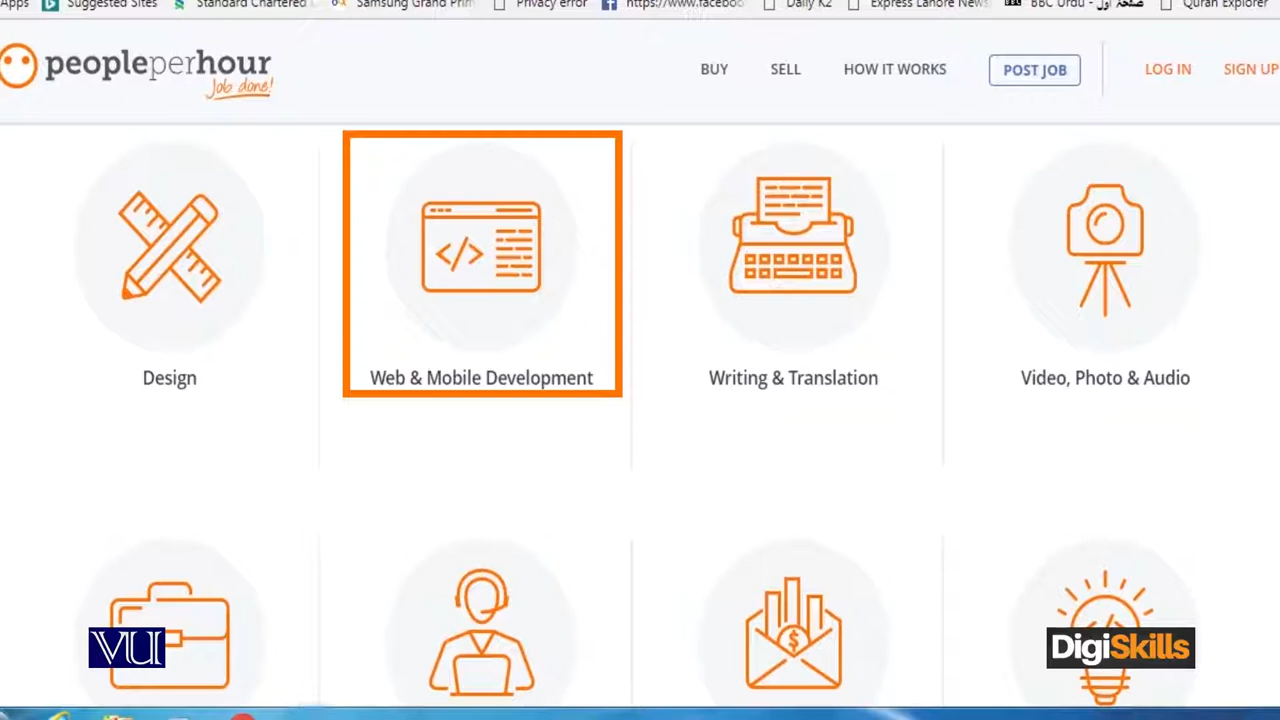 Apps Suggested Sites Standard Chartered Samsung Grand Prim Privacy error https://www.faceboo Daily K2 Express Lahore News BBC Urdu - صفحۂ اول Quran Explorer
peopleperhour
Job done!
BUY SELL HOW IT WORKS POST JOB LOG IN SIGN UP
Design Web & Mobile Development Writing & Translation Video, Photo & Audio
VU DigiSkills